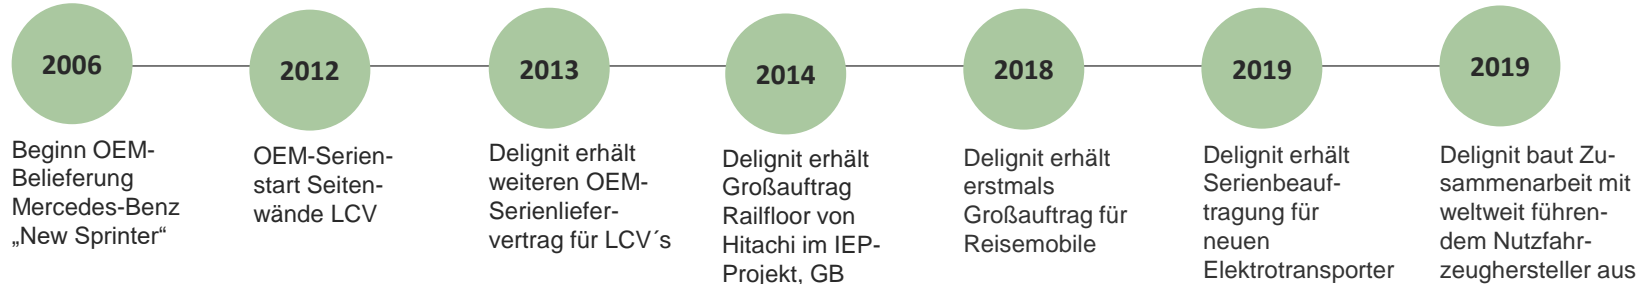 2006
Beginn OEM-
Belieferung
Mercedes-Benz
„New Sprinter“
2012
OEM-Serien-
start Seiten-
wände LCV
2013
Delignit erhält
weiteren OEM-
Serienliefer-
vertrag für LCV´s
2014
Delignit erhält
Großauftrag
Railfloor von
Hitachi im IEP-
Projekt, GB
2018
Delignit erhält
erstmals
Großauftrag für
Reisemobile
2019
Delignit erhält
Serienbeauf-
tragung für
neuen
Elektrotransporter
2019
Delignit baut Zu-
sammenarbeit mit
weltweit führen-
dem Nutzfahr-
zeughersteller aus